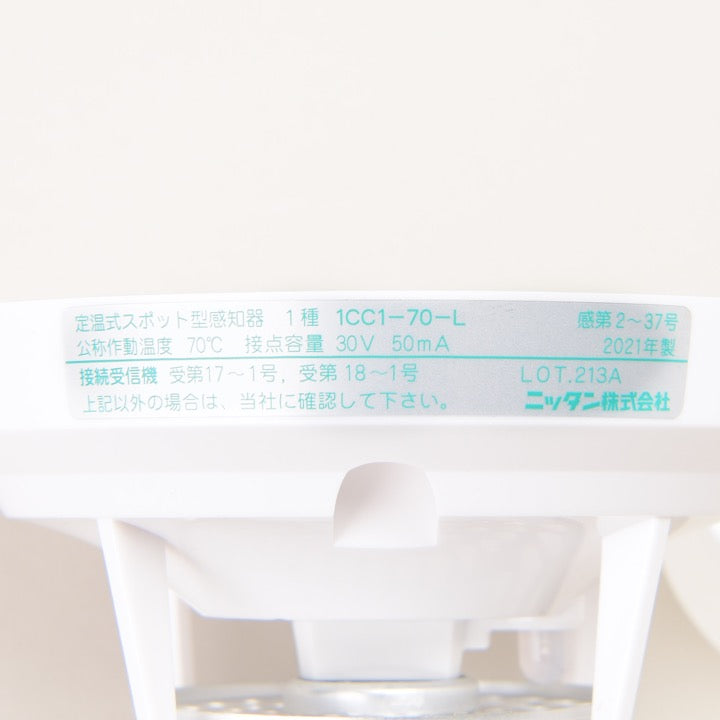 定温式スポット型感知器 1種 1CC1-70-L 感第2〜37号
公称作動温度 70℃ 接点容量 30V 50mA 2021年製
接続受信機 受第17〜1号, 受第18〜1号 LOT.213A
上記以外の場合は、当社に確認して下さい。 ニッタン株式会社